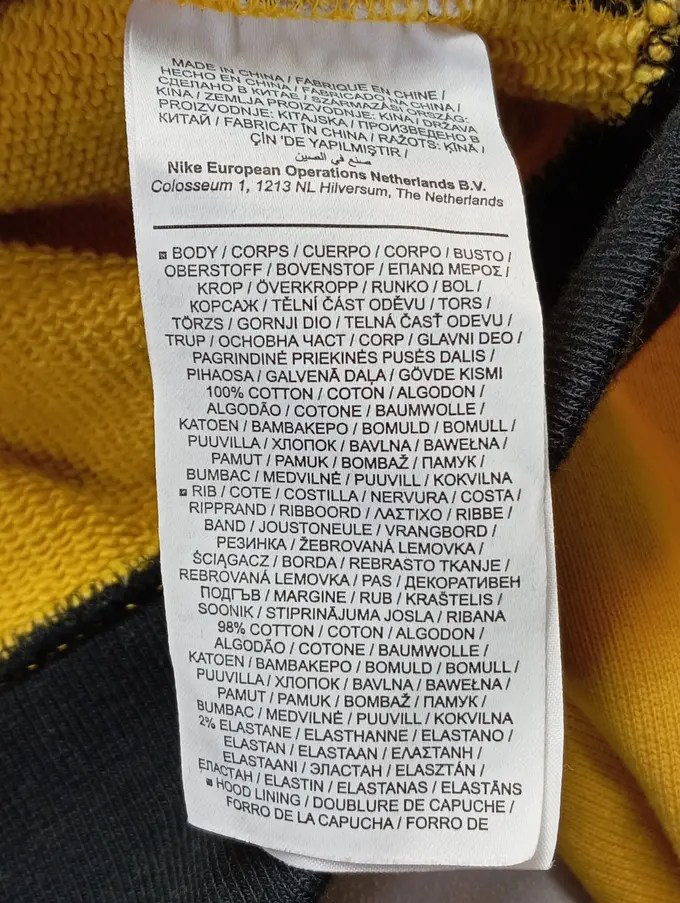 MADE IN CHINA / FABRIQUE EN CHINE /
HECHO EN CHINA / FABRICADO NA CHINA /
СДЕЛАНО В КИТАЕ / SZÁRMAZÁSI ORSZÁG:
KÍNA / ZEMLJA PROIZVODNJE: KINA / DRŽAVA
PROIZVODNJE: KITAJSKA / ПРОИЗВЕДЕНО В
КИТАЙ / FABRICAT ÎN CHINA / RAŽOTS: ĶĪNĀ /
ÇİN 'DE YAPILMIŞTIR /
صنع في الصين
Nike European Operations Netherlands B.V.
Colosseum 1, 1213 NL Hilversum, The Netherlands
BODY / CORPS / CUERPO / CORPO / BUSTO /
OBERSTOFF / BOVENSTOF / ΕΠΑΝΩ ΜΕΡΟΣ /
KROP / ÖVERKROPP / RUNKO / BOL /
КОРСАЖ / TĚLNÍ ČÁST ODĚVU / TORS /
TÖRZS / GORNJI DIO / TELNÁ ČASŤ ODEVU /
TRUP / ОСНОВНА ЧАСТ / CORP / GLAVNI DEO /
PAGRINDINĖ PRIEKINĖS PUSĖS DALIS /
PIHAOSA / GALVENĀ DAĻA / GÖVDE KISMI
100% COTTON / COTON / ALGODON /
ALGODÃO / COTONE / BAUMWOLLE /
KATOEN / ΒΑΜΒΑΚΕΡΟ / BOMULD / BOMULL /
PUUVILLA / ХЛОПОК / BAVLNA / BAWEŁNA /
PAMUT / PAMUK / BOMBAŽ / ПАМУК /
BUMBAC / MEDVILNĖ / PUUVILL / KOKVILNA
RIB / COTE / COSTILLA / NERVURA / COSTA /
RIPPRAND / RIBBOORD / ΛΑΣΤΙΧΟ / RIBBE /
BAND / JOUSTONEULE / VRANGBORD /
РЕЗИНКА / ŽEBROVANÁ LEMOVKA /
ŚCIĄGACZ / BORDA / REBRASTO TKANJE /
REBROVANÁ LEMOVKA / PAS / ДЕКОРАТИВЕН
ПОДГЪВ / MARGINE / RUB / KRAŠTELIS /
SOONIK / STIPRINĀJUMA JOSLA / RIBANA
98% COTTON / COTON / ALGODON /
ALGODÃO / COTONE / BAUMWOLLE /
KATOEN / ΒΑΜΒΑΚΕΡΟ / BOMULD / BOMULL /
PUUVILLA / ХЛОПОК / BAVLNA / BAWEŁNA /
PAMUT / PAMUK / BOMBAŽ / ПАМУК /
BUMBAC / MEDVILNĖ / PUUVILL / KOKVILNA
2% ELASTANE / ELASTHANNE / ELASTANO /
ELASTAN / ELASTAAN / ΕΛΑΣΤΑΝΗ /
ELASTAANI / ЭЛАСТАН / ELASZTÁN /
ЕЛАСТАН / ELASTIN / ELASTANAS / ELASTĀNS
HOOD LINING / DOUBLURE DE CAPUCHE /
FORRO DE LA CAPUCHA / FORRO DE